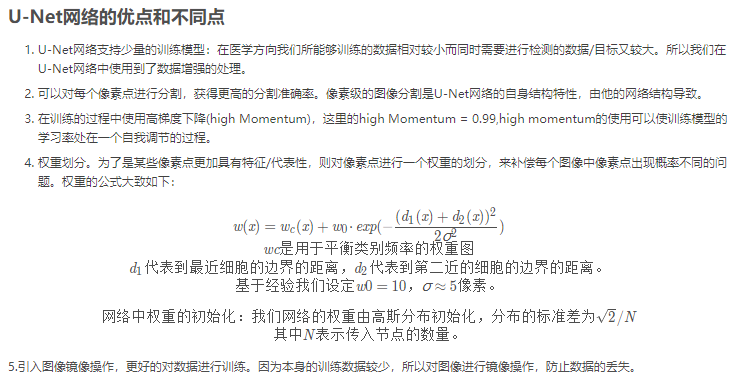 U-Net网络的优点和不同点
1. U-Net网络支持少量的训练模型：在医学方向我们所能够训练的数据相对较小而同时需要进行检测的数据/目标又较大。所以我们在
U-Net网络中使用到了数据增强的处理。
2. 可以对每个像素点进行分割，获得更高的分割准确率。像素级的图像分割是U-Net网络的自身结构特性，由他的网络结构导致。
3. 在训练的过程中使用高梯度下降(high Momentum)，这里的high Momentum = 0.99,high momentum的使用可以使训练模型的
学习率处在一个自我调节的过程。
4. 权重划分。为了是某些像素点更加具有特征/代表性，则对像素点进行一个权重的划分，来补偿每个图像中像素点出现概率不同的问
题。权重的公式大致如下：
w(x) = w_c(x) + w_0 · exp(−(d_1(x) + d_2(x))^2 / 2σ^2)
wc是用于平衡类别频率的权重图
d_1代表到最近细胞的边界的距离，d_2代表到第二近的细胞的边界的距离。
基于经验我们设定w0 = 10，σ ≈ 5像素。
网络中权重的初始化：我们网络的权重由高斯分布初始化，分布的标准差为√2/N
其中N表示传入节点的数量。
5.引入图像镜像操作，更好的对数据进行训练。因为本身的训练数据较少，所以对图像进行镜像操作，防止数据的丢失。